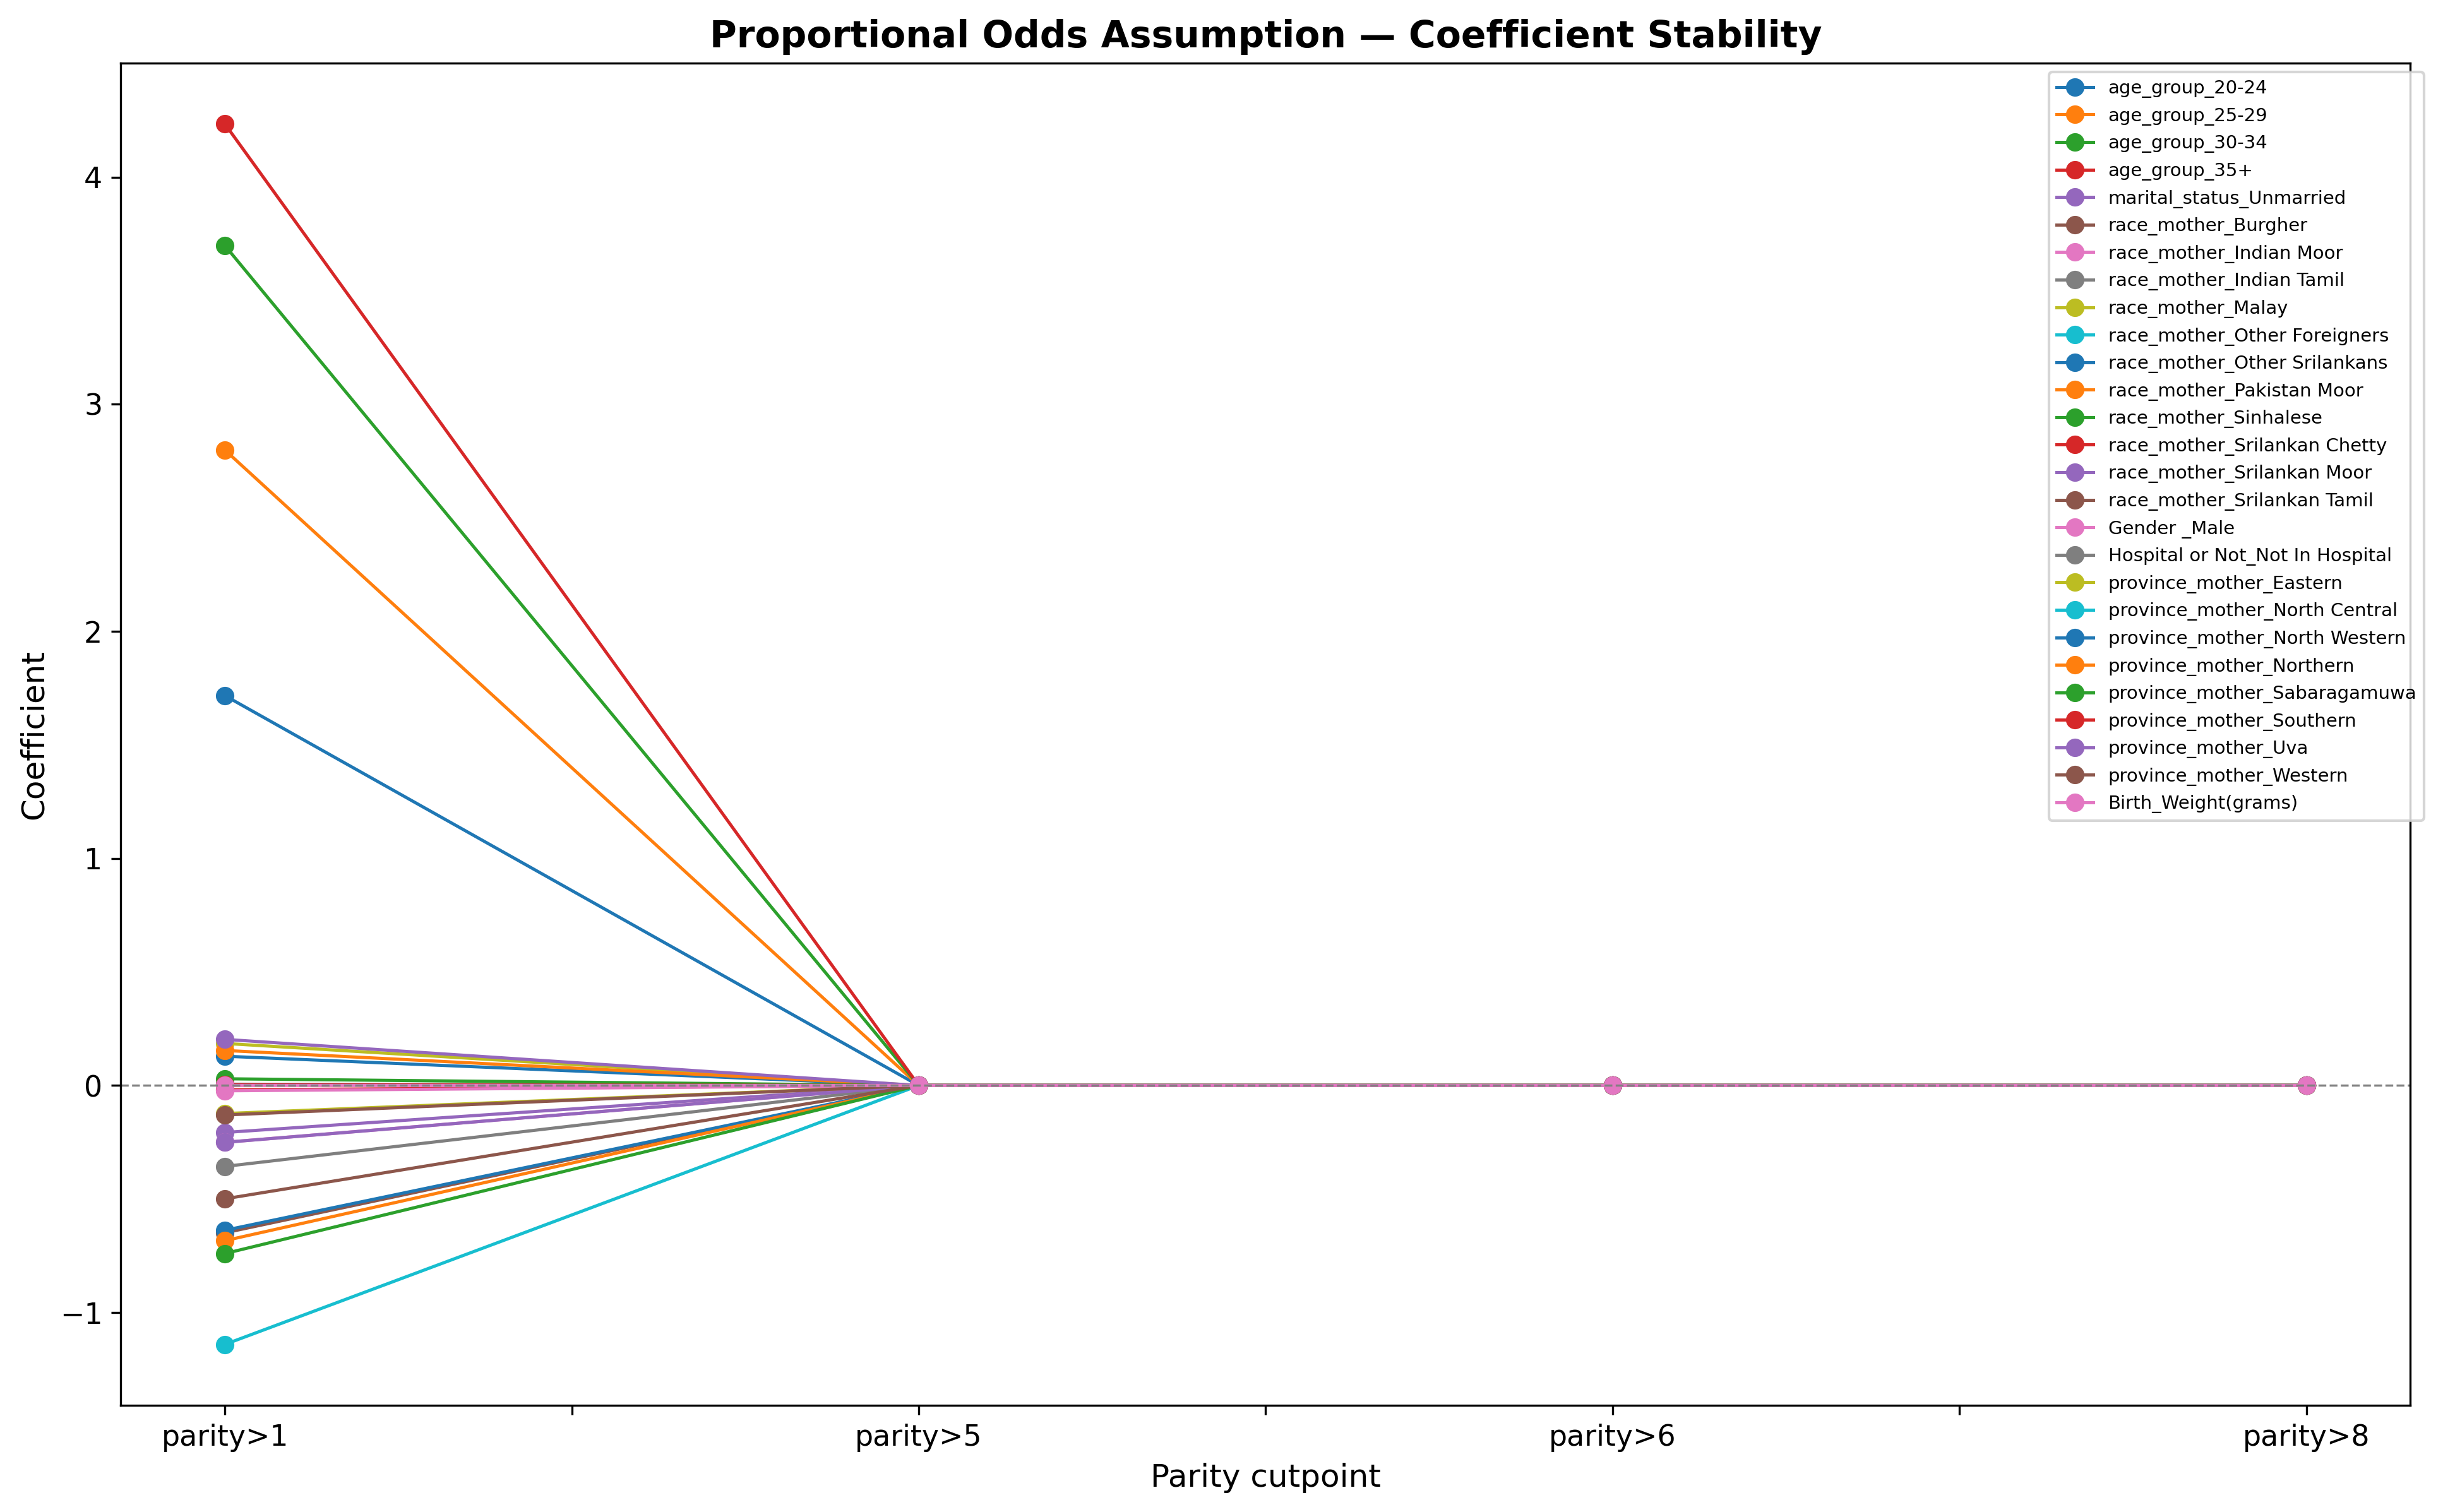 Proportional Odds Assumption — Coefficient Stability
Coefficient
4
3
2
1
0
−1
age_group_20-24
age_group_25-29
age_group_30-34
age_group_35+
marital_status_Unmarried
race_mother_Burgher
race_mother_Indian Moor
race_mother_Indian Tamil
race_mother_Malay
race_mother_Other Foreigners
race_mother_Other Srilankans
race_mother_Pakistan Moor
race_mother_Sinhalese
race_mother_Srilankan Chetty
race_mother_Srilankan Moor
race_mother_Srilankan Tamil
Gender _Male
Hospital or Not_Not In Hospital
province_mother_Eastern
province_mother_North Central
province_mother_North Western
province_mother_Northern
province_mother_Sabaragamuwa
province_mother_Southern
province_mother_Uva
province_mother_Western
Birth_Weight(grams)
parity>1 parity>5 parity>6 parity>8
Parity cutpoint